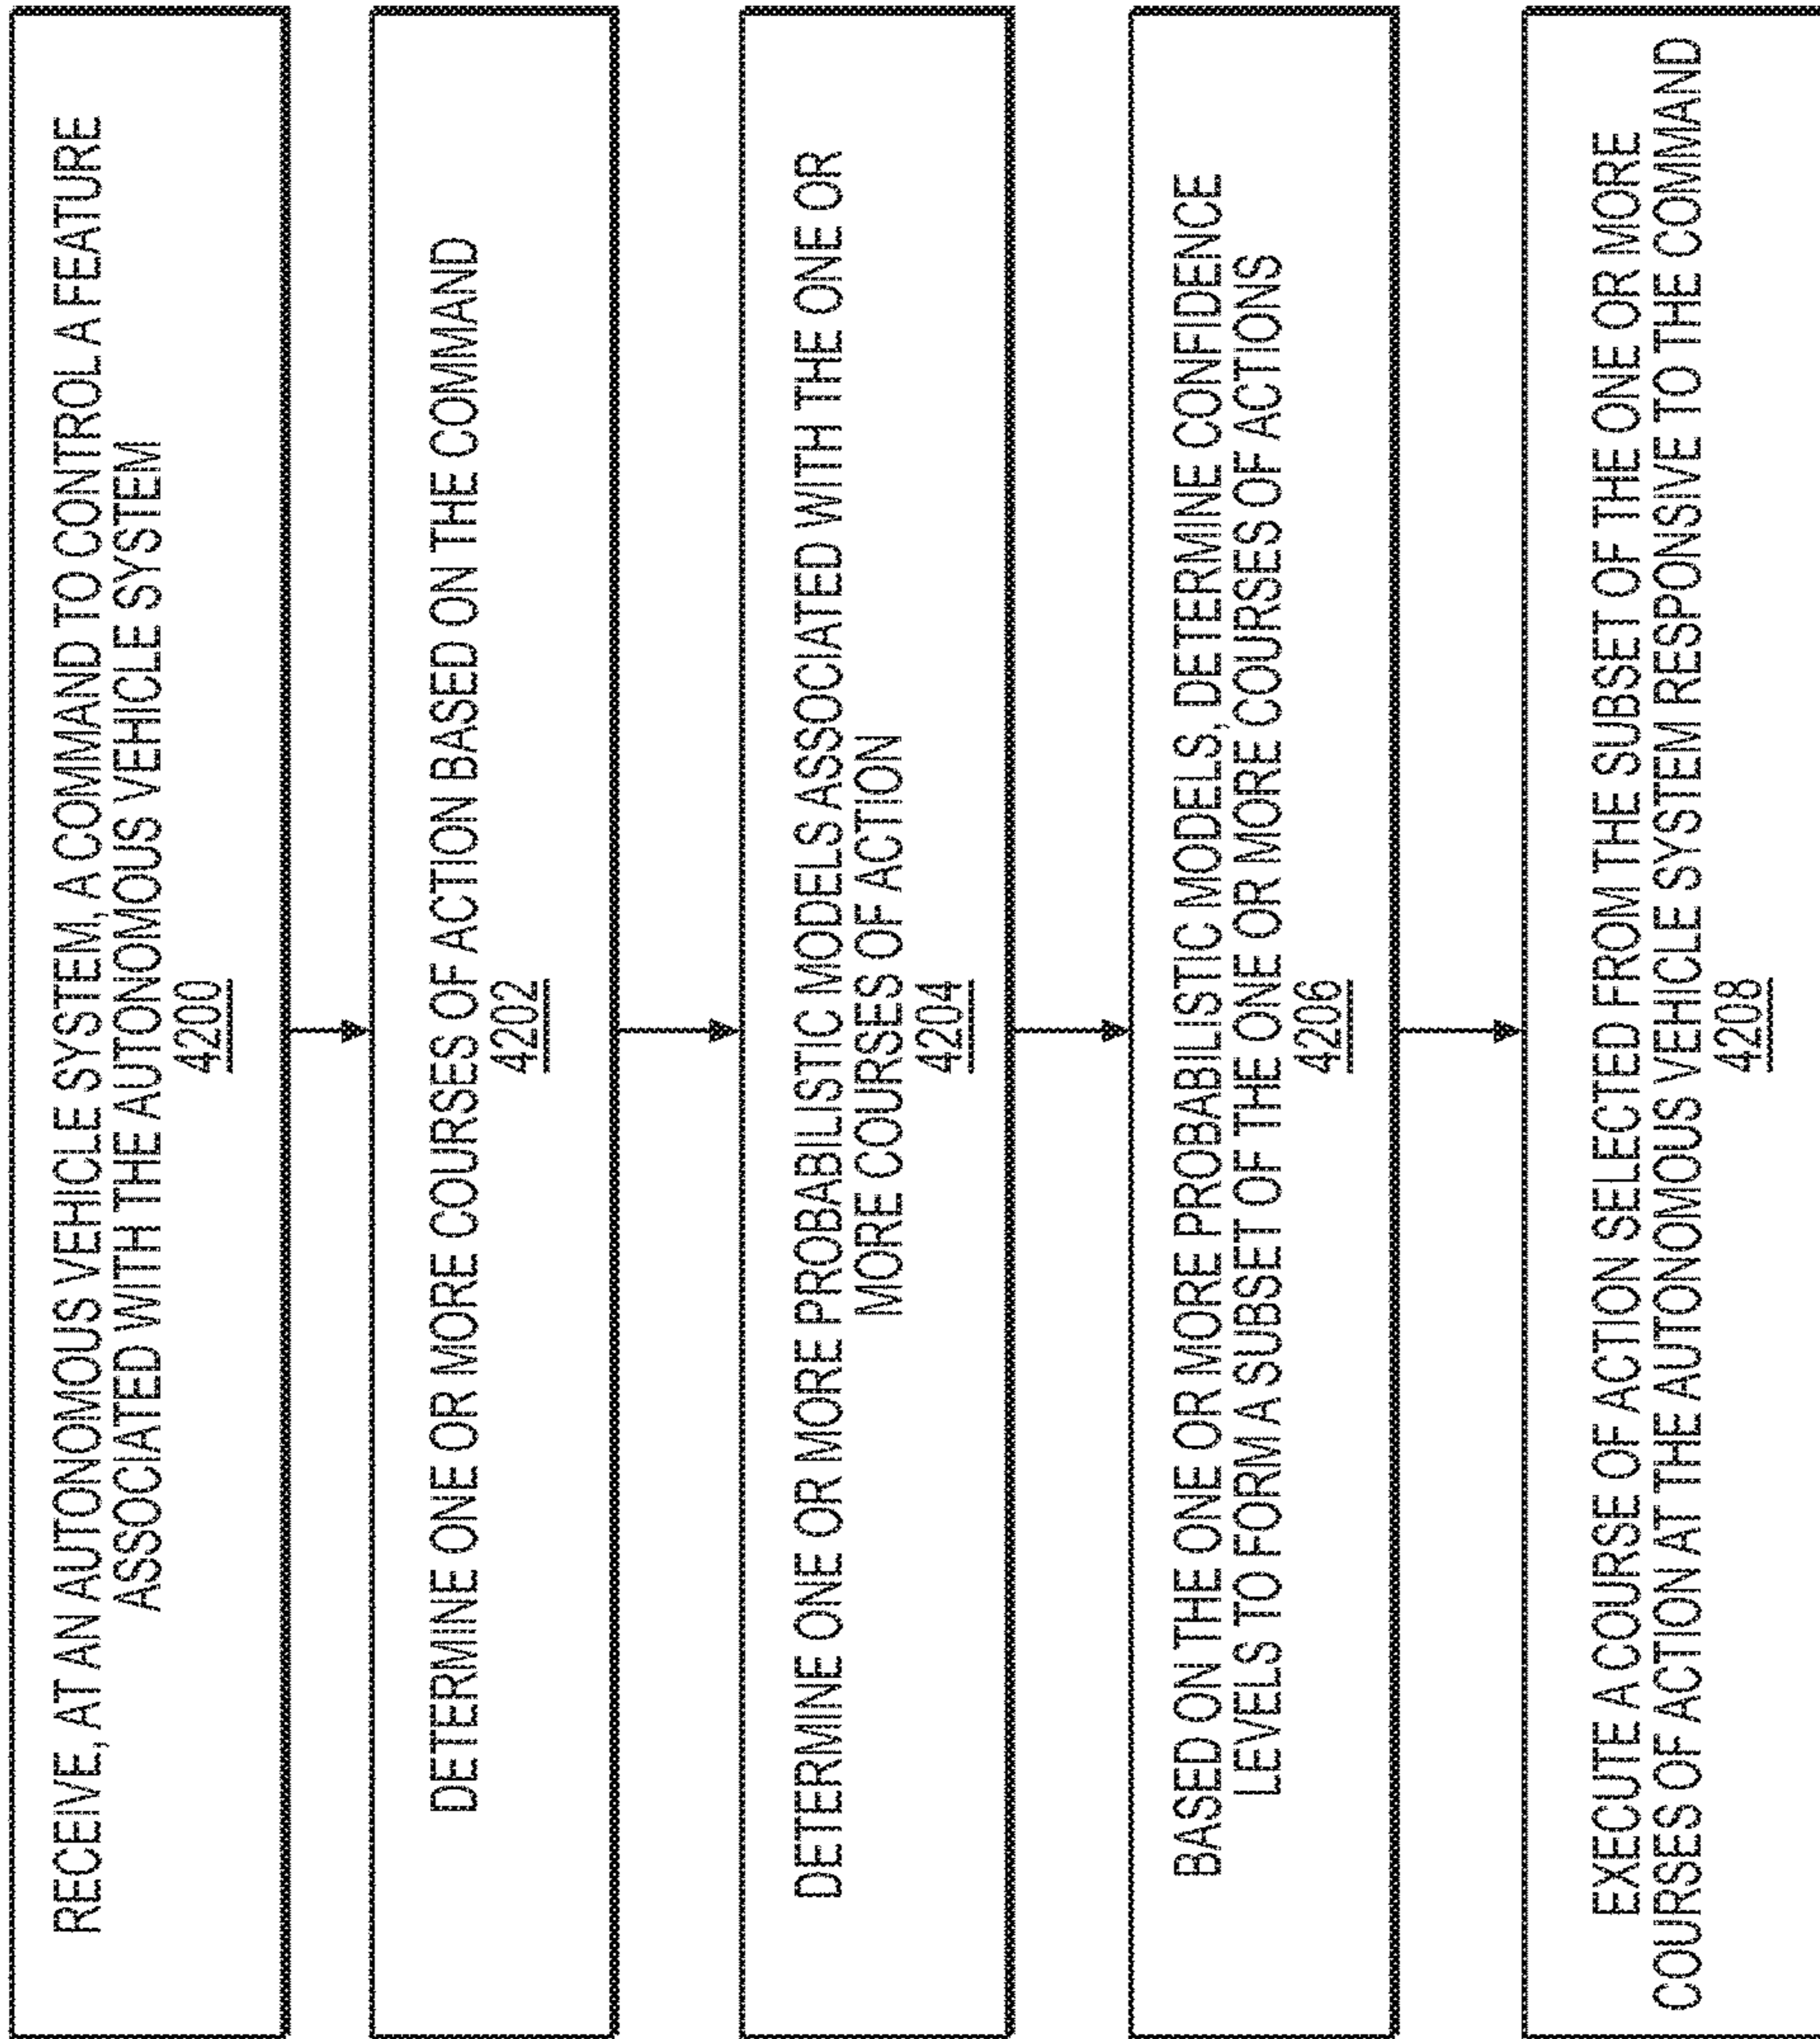 RECEIVE, AT AN AUTONOMOUS VEHICLE SYSTEM, A COMMAND TO CONTROL A FEATURE
ASSOCIATED WITH THE AUTONOMOUS VEHICLE SYSTEM
4200
DETERMINE ONE OR MORE COURSES OF ACTION BASED ON THE COMMAND
4202
DETERMINE ONE OR MORE PROBABILISTIC MODELS ASSOCIATED WITH THE ONE OR
MORE COURSES OF ACTION
4204
BASED ON THE ONE OR MORE PROBABILISTIC MODELS, DETERMINE CONFIDENCE
LEVELS TO FORM A SUBSET OF THE ONE OR MORE COURSES OF ACTIONS
4206
EXECUTE A COURSE OF ACTION SELECTED FROM THE SUBSET OF THE ONE OR MORE
COURSES OF ACTION AT THE AUTONOMOUS VEHICLE SYSTEM RESPONSIVE TO THE COMMAND
4208